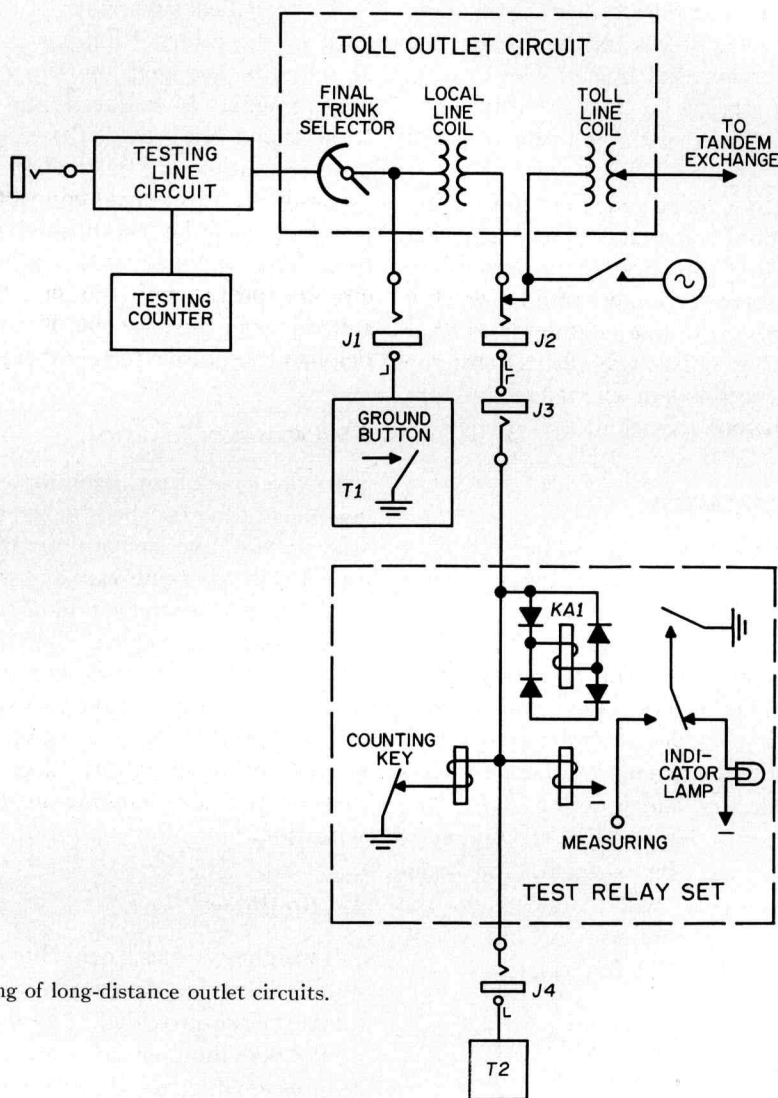 TOLL OUTLET CIRCUIT
FINAL
TRUNK
SELECTOR
LOCAL
LINE
COIL
TOLL
LINE
COIL
TO
TANDEM
EXCHANGE
TESTING
LINE
CIRCUIT
TESTING
COUNTER
J1
J2
J3
GROUND
BUTTON
T1
KA1
COUNTING
KEY
INDI-
CATOR
LAMP
MEASURING
TEST RELAY SET
J4
ng of long-distance outlet circuits.
T2